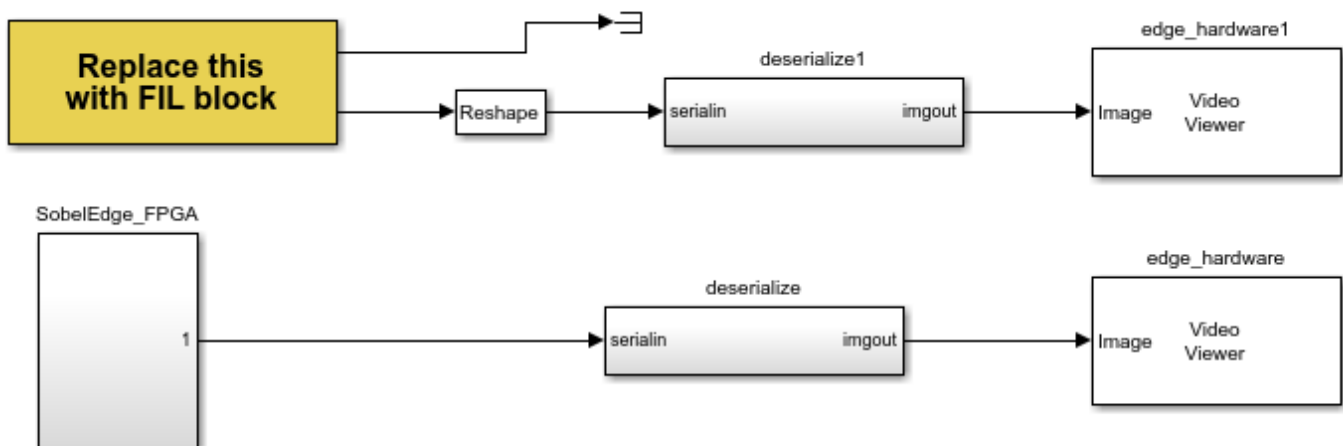 edge_hardware1
Replace this
with FIL block
deserialize1
Reshape
serialin
imgout
Image
Video
Viewer
SobelEdge_FPGA
1
deserialize
serialin
imgout
edge_hardware
Image
Video
Viewer